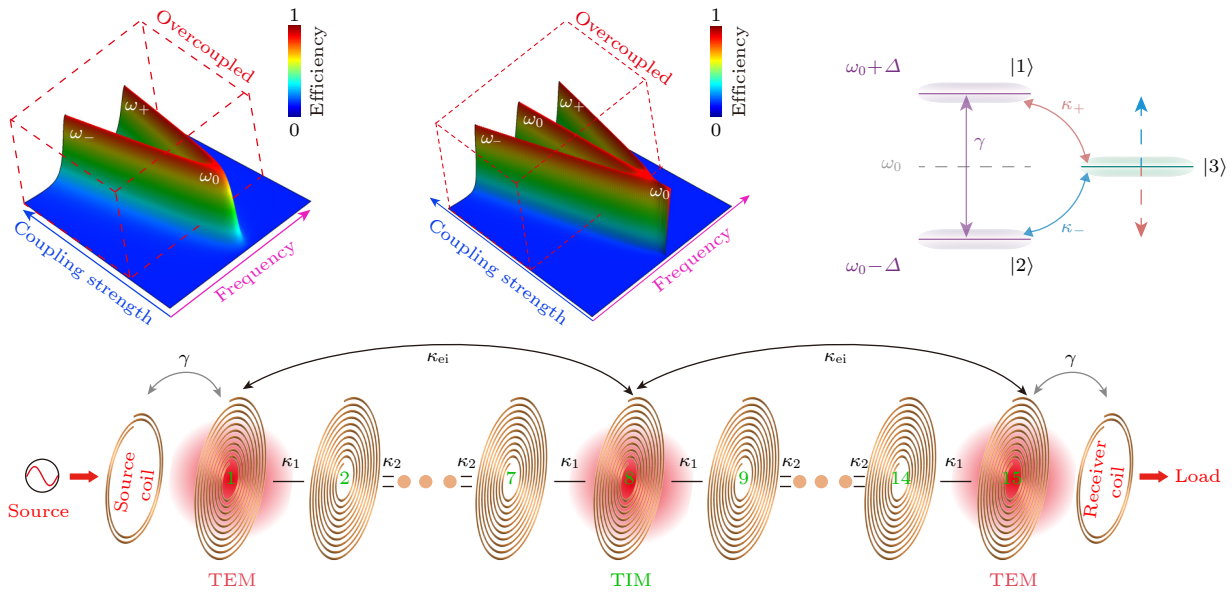 1
0
Efficiency
Overcoupled
ω₊
ω₋
ω₀
Coupling strength
Frequency
1
0
Efficiency
Overcoupled
ω₊
ω₀
ω₋
ω₀
Coupling strength
Frequency
ω₀+Δ
|1⟩
κ₊
γ
ω₀
|3⟩
κ₋
ω₀−Δ
|2⟩
γ
κₑᵢ
κₑᵢ
γ
Source
Source coil
1
κ₁
2
κ₂
κ₂
7
κ₁
8
κ₁
9
κ₂
κ₂
14
κ₁
15
Receiver coil
Load
TEM
TIM
TEM